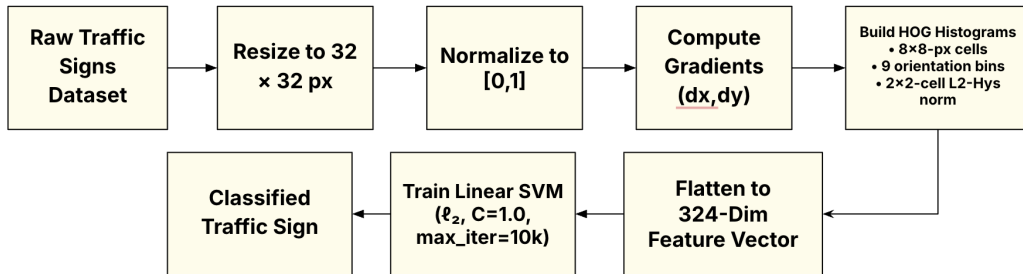 Raw Traffic
Signs
Dataset
Resize to 32
× 32 px
Normalize to
[0,1]
Compute
Gradients
(dx,dy)
Build HOG Histograms
• 8×8-px cells
• 9 orientation bins
• 2×2-cell L2-Hys
norm
Flatten to
324-Dim
Feature Vector
Train Linear SVM
(ℓ₂, C=1.0,
max_iter=10k)
Classified
Traffic Sign